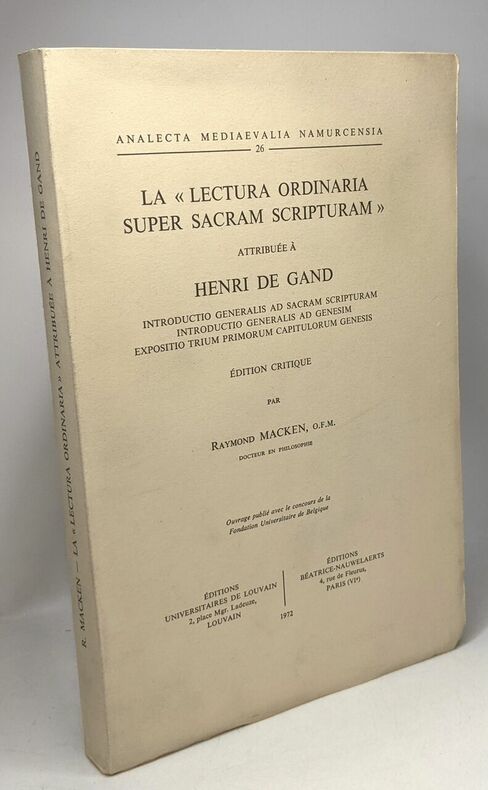 ANALECTA MEDIAEVALIA NAMURCENSIA
26
LA « LECTURA ORDINARIA
SUPER SACRAM SCRIPTURAM »
ATTRIBUÉE À
HENRI DE GAND
INTRODUCTIO GENERALIS AD SACRAM SCRIPTURAM
INTRODUCTIO GENERALIS AD GENESIM
EXPOSITIO TRIUM PRIMORUM CAPITULORUM GENESIS
ÉDITION CRITIQUE
PAR
RAYMOND MACKEN, O.F.M.
DOCTEUR EN PHILOSOPHIE
Ouvrage publié avec le concours de la
Fondation Universitaire de Belgique
ÉDITIONS
UNIVERSITAIRES DE LOUVAIN
2, place Mgr. Ladeuze,
LOUVAIN
1972
ÉDITIONS
BÉATRICE-NAUWELAERTS
4, rue de Fleurus,
PARIS (VIe)
R. MACKEN — LA « LECTURA ORDINARIA » ATTRIBUÉE À HENRI DE GAND